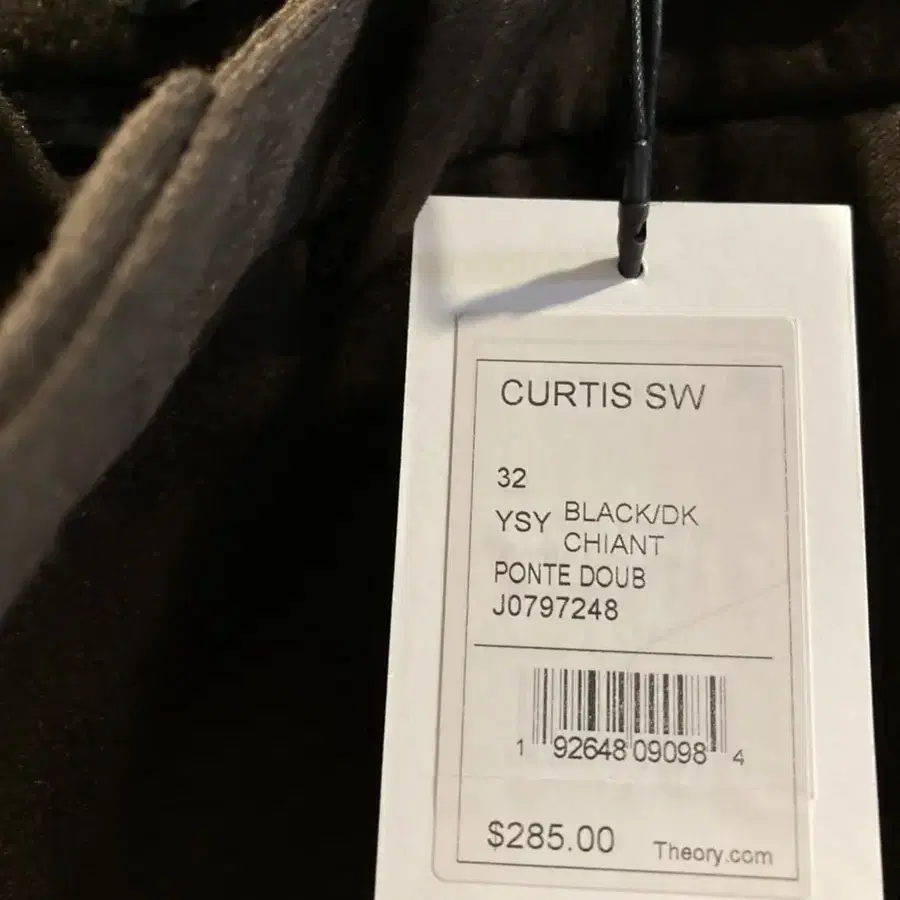 CURTIS SW
32
YSY BLACK/DK
CHIANT
PONTE DOUB
J0797248
1 92648 09098 4
$285.00 Theory.com